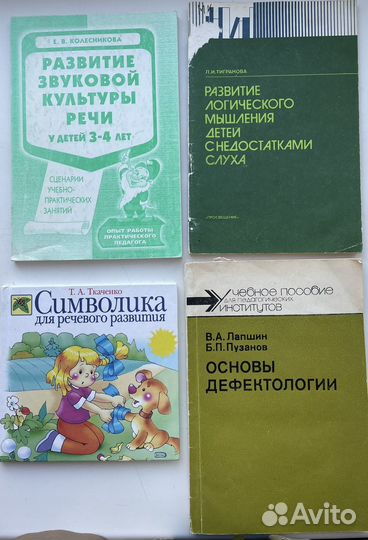 Е. В. КОЛЕСНИКОВА
РАЗВИТИЕ
ЗВУКОВОЙ
КУЛЬТУРЫ
РЕЧИ
У ДЕТЕЙ 3-4 ЛЕТ
СЦЕНАРИИ
УЧЕБНО-
ПРАКТИЧЕСКИХ
ЗАНЯТИЙ
ОПЫТ РАБОТЫ
ПРАКТИЧЕСКОГО
ПЕДАГОГА
Л.И.ТИГРАНОВА
РАЗВИТИЕ
ЛОГИЧЕСКОГО
МЫШЛЕНИЯ
ДЕТЕЙ
С НЕДОСТАТКАМИ
СЛУХА
"ПРОСВЕЩЕНИЕ"
Т. А. Ткаченко
Символика
для речевого развития
Учебное пособие
для педагогических
институтов
В.А. Лапшин
Б.П. Пузанов
ОСНОВЫ
ДЕФЕКТОЛОГИИ
Avito